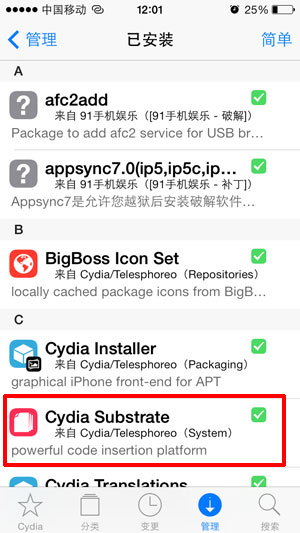 中国移动 12:01 25%
管理 已安装 简单
A
afc2add
来自 91手机娱乐（[91手机娱乐 - 破解]）
Package to add afc2 service for USB br…
appsync7.0(ip5,ip5c,ip…
来自 91手机娱乐（[91手机娱乐 - 补丁]）
Appsync7是允许您越狱后安装破解软件…
B
BigBoss Icon Set
来自 Cydia/Telesphoreo（Repositories）
locally cached package icons from BigB…
C
Cydia Installer
来自 Cydia/Telesphoreo（Packaging）
graphical iPhone front-end for APT
Cydia Substrate
来自 Cydia/Telesphoreo（System）
powerful code insertion platform
Cydia Translations
Cydia 分类 变更 管理 搜索